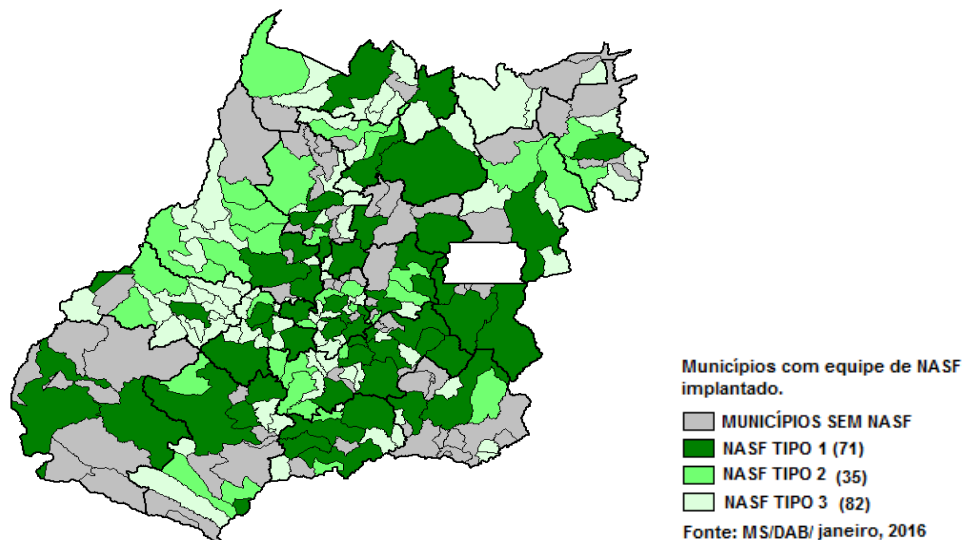 Municípios com equipe de NASF
implantado.
MUNICÍPIOS SEM NASF
NASF TIPO 1 (71)
NASF TIPO 2 (35)
NASF TIPO 3 (82)
Fonte: MS/DAB/ janeiro, 2016